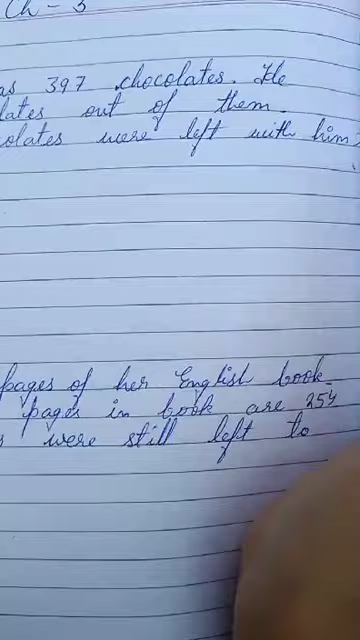 Ch - 3
as 397 chocolates. He
lates out of them.
colates were left with him
pages of her English book.
pages in book are 254
s were still left to